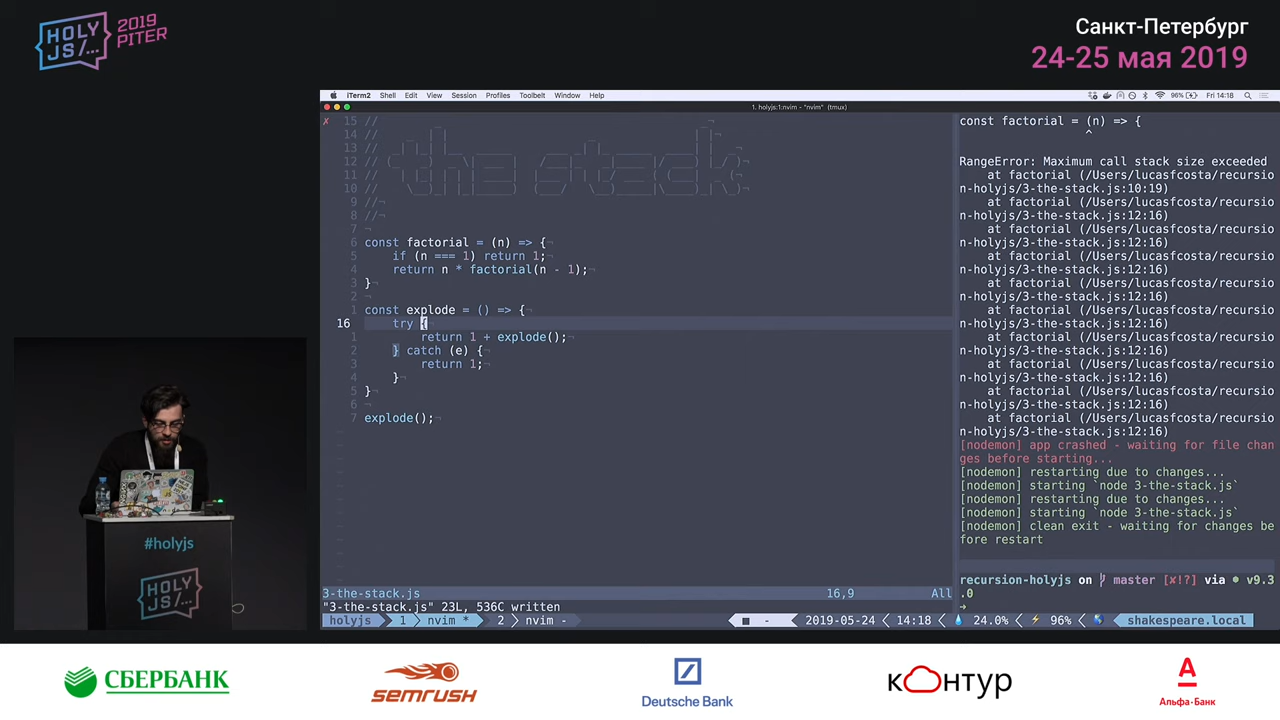 HOLY
JS/...
2019
PITER
Санкт-Петербург
24-25 мая 2019
iTerm2 Shell Edit View Session Profiles Toolbelt Window Help
96% Fri 14:18
1. holyjs:1:nvim - "nvim" (tmux)
✗ 15 //
14 //
13 //
12 //
11 //
10 //
the stack
9 //¬
8 //¬
7 ¬
6 const factorial = (n) => {¬
5 if (n === 1) return 1;¬
4 return n * factorial(n - 1);¬
3 }¬
2 ¬
1 const explode = () => {¬
16 try {¬
1 return 1 + explode();¬
2 } catch (e) {¬
3 return 1;¬
4 }¬
5 }¬
6 ¬
7 explode();¬
3-the-stack.js 16,9 All
"3-the-stack.js" 23L, 536C written
holyjs 1 nvim * 2 nvim - - 2019-05-24 14:18 24.0% 96% shakespeare.local
const factorial = (n) => {
^
RangeError: Maximum call stack size exceeded
at factorial (/Users/lucasfcosta/recursio
n-holyjs/3-the-stack.js:10:19)
at factorial (/Users/lucasfcosta/recursio
n-holyjs/3-the-stack.js:12:16)
at factorial (/Users/lucasfcosta/recursio
n-holyjs/3-the-stack.js:12:16)
at factorial (/Users/lucasfcosta/recursio
n-holyjs/3-the-stack.js:12:16)
at factorial (/Users/lucasfcosta/recursio
n-holyjs/3-the-stack.js:12:16)
at factorial (/Users/lucasfcosta/recursio
n-holyjs/3-the-stack.js:12:16)
at factorial (/Users/lucasfcosta/recursio
n-holyjs/3-the-stack.js:12:16)
at factorial (/Users/lucasfcosta/recursio
n-holyjs/3-the-stack.js:12:16)
at factorial (/Users/lucasfcosta/recursio
n-holyjs/3-the-stack.js:12:16)
at factorial (/Users/lucasfcosta/recursio
n-holyjs/3-the-stack.js:12:16)
[nodemon] app crashed - waiting for file chan
ges before starting...
[nodemon] restarting due to changes...
[nodemon] starting `node 3-the-stack.js`
[nodemon] restarting due to changes...
[nodemon] starting `node 3-the-stack.js`
[nodemon] clean exit - waiting for changes be
fore restart
recursion-holyjs on master [✘!?] via v9.3
.0
→
#holyjs
HOLY
JS/...
СБЕРБАНК
semrush
Deutsche Bank
кОнтур
А
Альфа·Банк